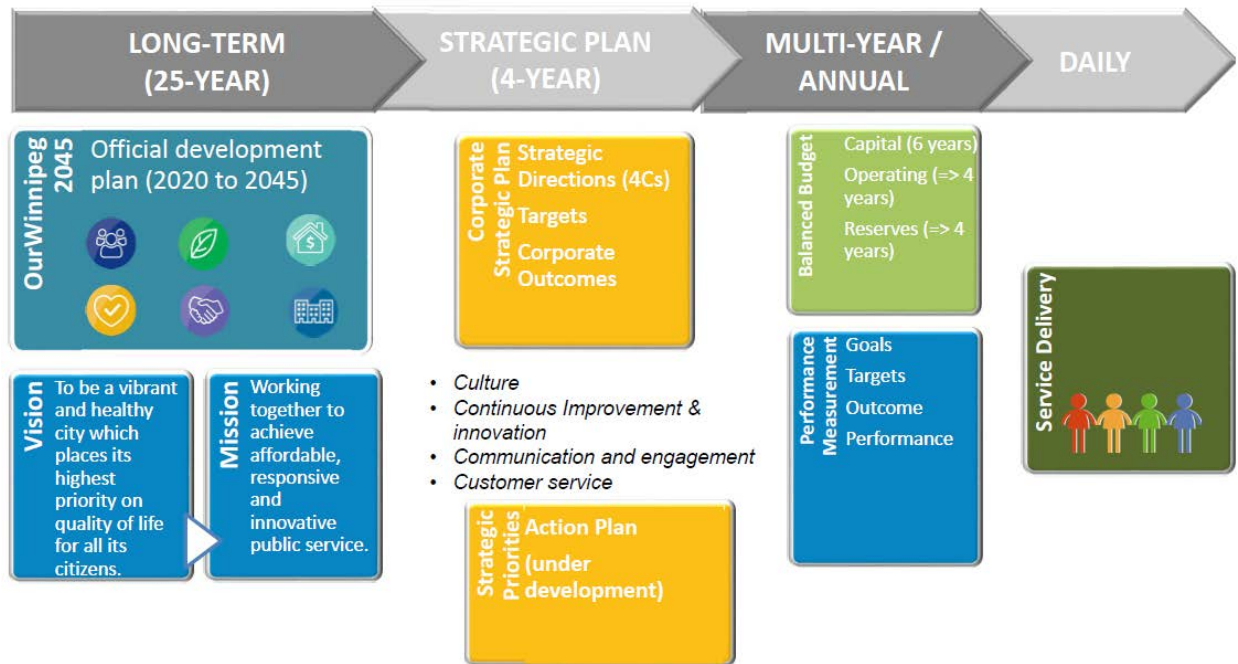 LONG-TERM
(25-YEAR)
STRATEGIC PLAN
(4-YEAR)
MULTI-YEAR /
ANNUAL
DAILY
OurWinnipeg
2045
Official development
plan (2020 to 2045)
Vision
To be a vibrant
and healthy
city which
places its
highest
priority on
quality of life
for all its
citizens.
Mission
Working
together to
achieve
affordable,
responsive
and
innovative
public service.
Corporate
Strategic Plan
Strategic
Directions (4Cs)
Targets
Corporate
Outcomes
• Culture
• Continuous Improvement &
innovation
• Communication and engagement
• Customer service
Strategic
Priorities
Action Plan
(under
development)
Balanced Budget
Capital (6 years)
Operating (=> 4
years)
Reserves (=> 4
years)
Performance
Measurement
Goals
Targets
Outcome
Performance
Service Delivery